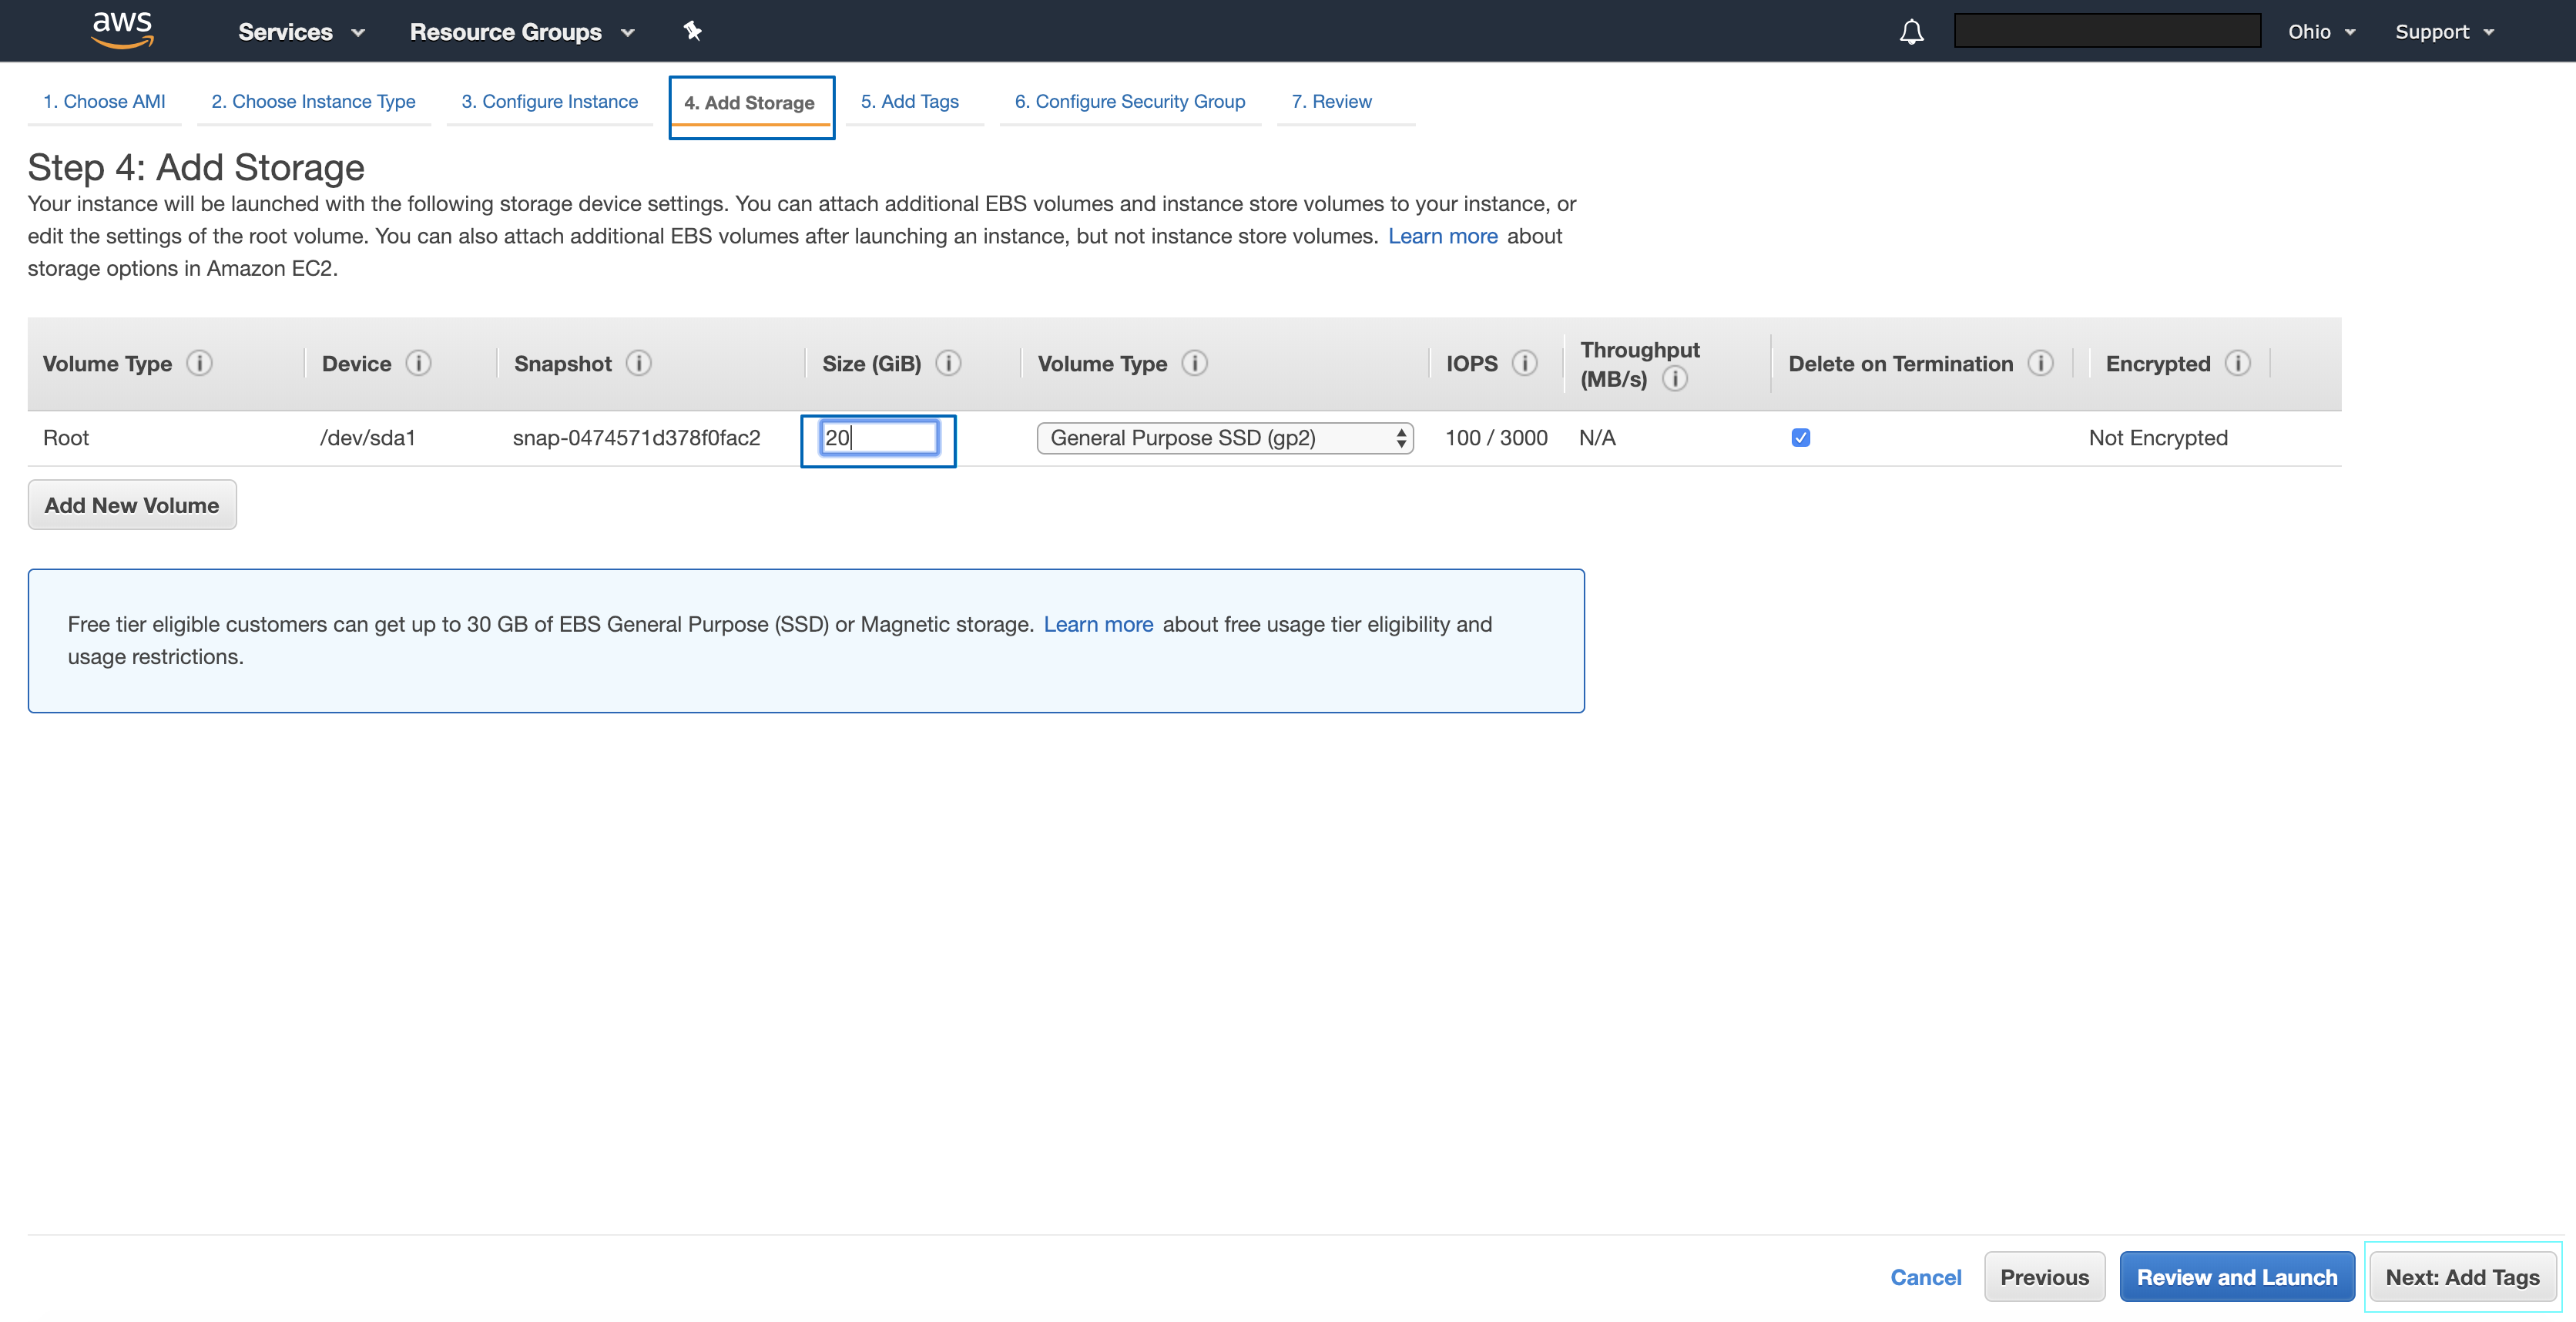 aws Services Resource Groups Ohio Support
1. Choose AMI 2. Choose Instance Type 3. Configure Instance 4. Add Storage 5. Add Tags 6. Configure Security Group 7. Review
Step 4: Add Storage
Your instance will be launched with the following storage device settings. You can attach additional EBS volumes and instance store volumes to your instance, or
edit the settings of the root volume. You can also attach additional EBS volumes after launching an instance, but not instance store volumes. Learn more about
storage options in Amazon EC2.
Volume Type i Device i Snapshot i Size (GiB) i Volume Type i IOPS i Throughput (MB/s) i Delete on Termination i Encrypted i
Root /dev/sda1 snap-0474571d378f0fac2 20 General Purpose SSD (gp2) 100 / 3000 N/A Not Encrypted
Add New Volume
Free tier eligible customers can get up to 30 GB of EBS General Purpose (SSD) or Magnetic storage. Learn more about free usage tier eligibility and
usage restrictions.
Cancel Previous Review and Launch Next: Add Tags